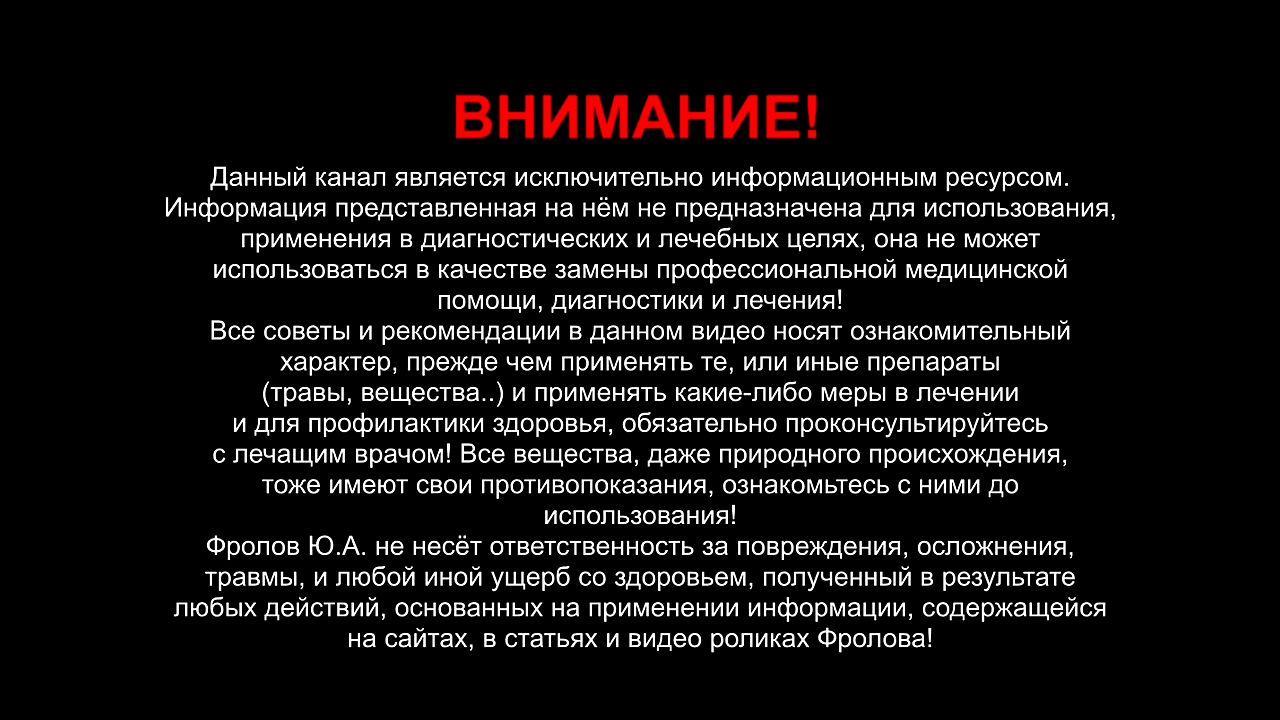 ВНИМАНИЕ!
Данный канал является исключительно информационным ресурсом.
Информация представленная на нём не предназначена для использования,
применения в диагностических и лечебных целях, она не может
использоваться в качестве замены профессиональной медицинской
помощи, диагностики и лечения!
Все советы и рекомендации в данном видео носят ознакомительный
характер, прежде чем применять те, или иные препараты
(травы, вещества..) и применять какие-либо меры в лечении
и для профилактики здоровья, обязательно проконсультируйтесь
с лечащим врачом! Все вещества, даже природного происхождения,
тоже имеют свои противопоказания, ознакомьтесь с ними до
использования!
Фролов Ю.А. не несёт ответственность за повреждения, осложнения,
травмы, и любой иной ущерб со здоровьем, полученный в результате
любых действий, основанных на применении информации, содержащейся
на сайтах, в статьях и видео роликах Фролова!